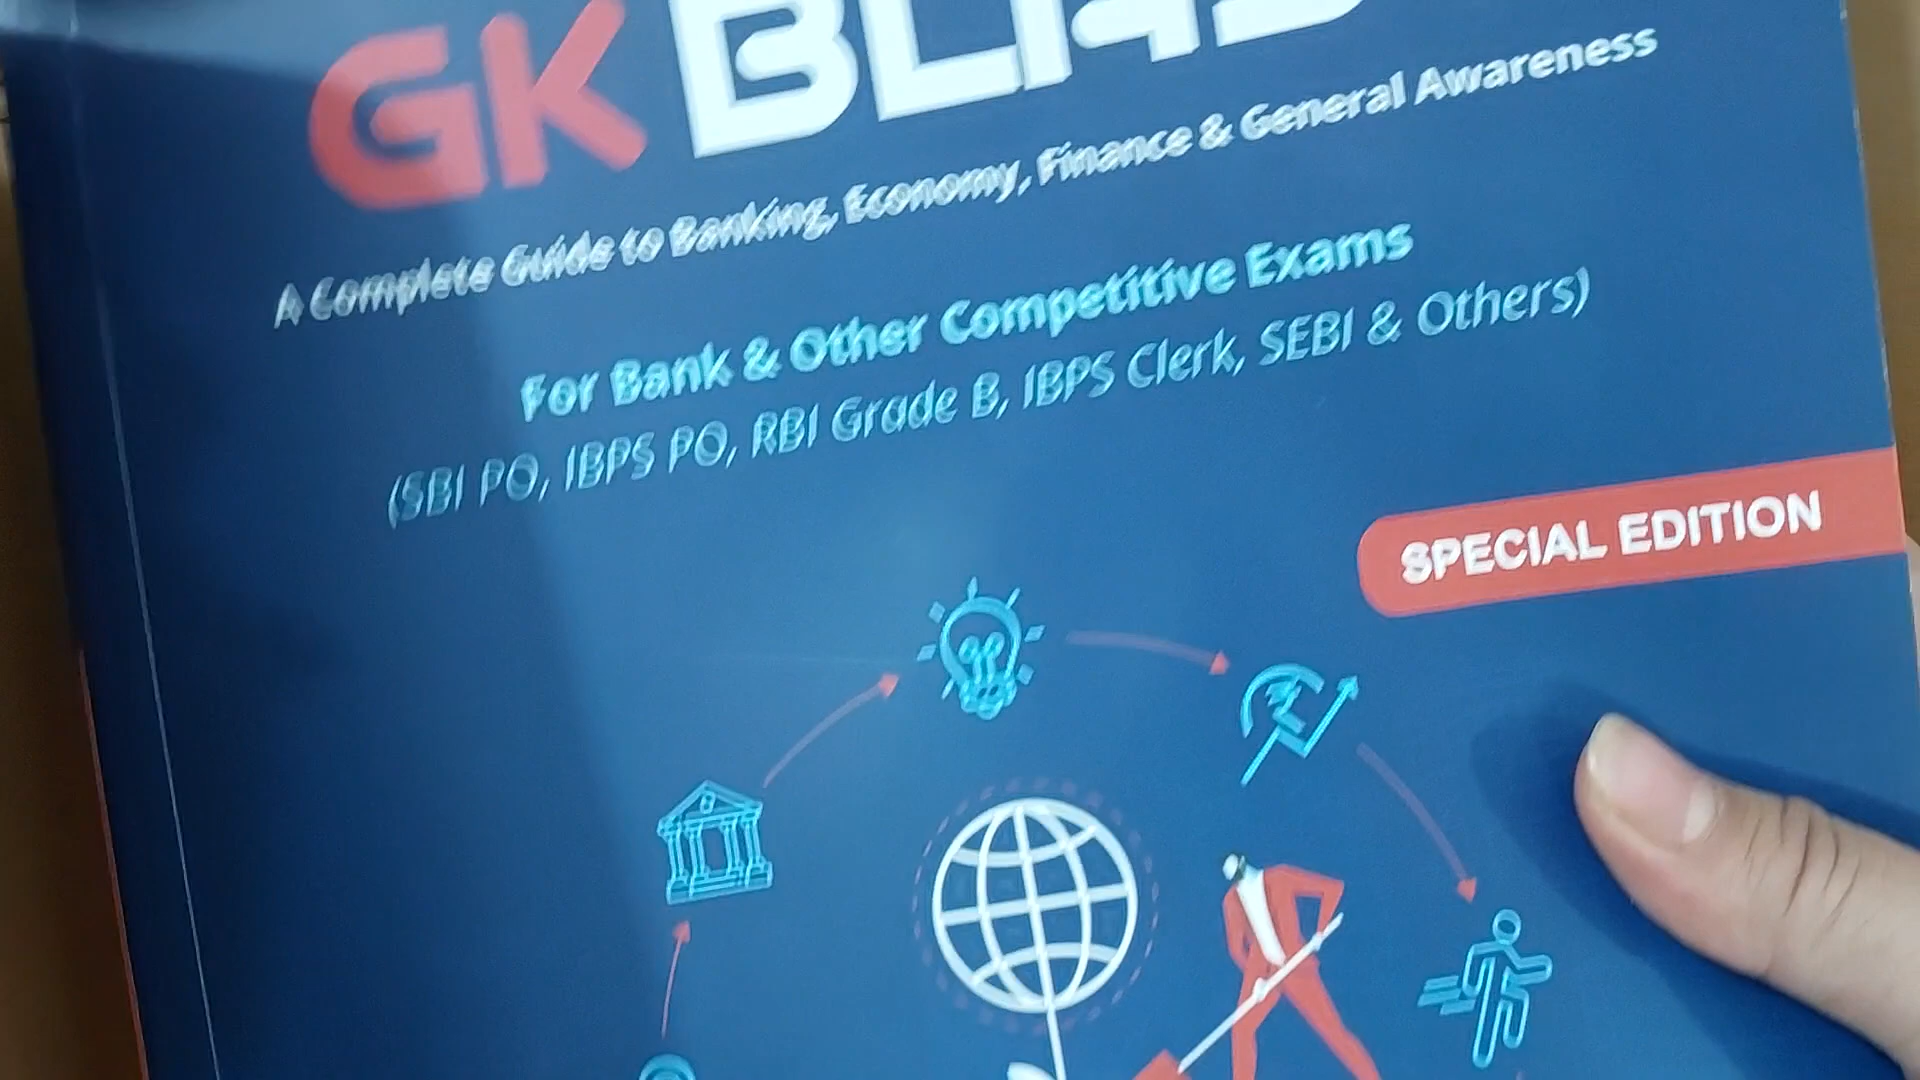 GK
A Complete Guide to Banking, Economy, Finance & General Awareness
For Bank & Other Competitive Exams
(SBI PO, IBPS PO, RBI Grade B, IBPS Clerk, SEBI & Others)
SPECIAL EDITION